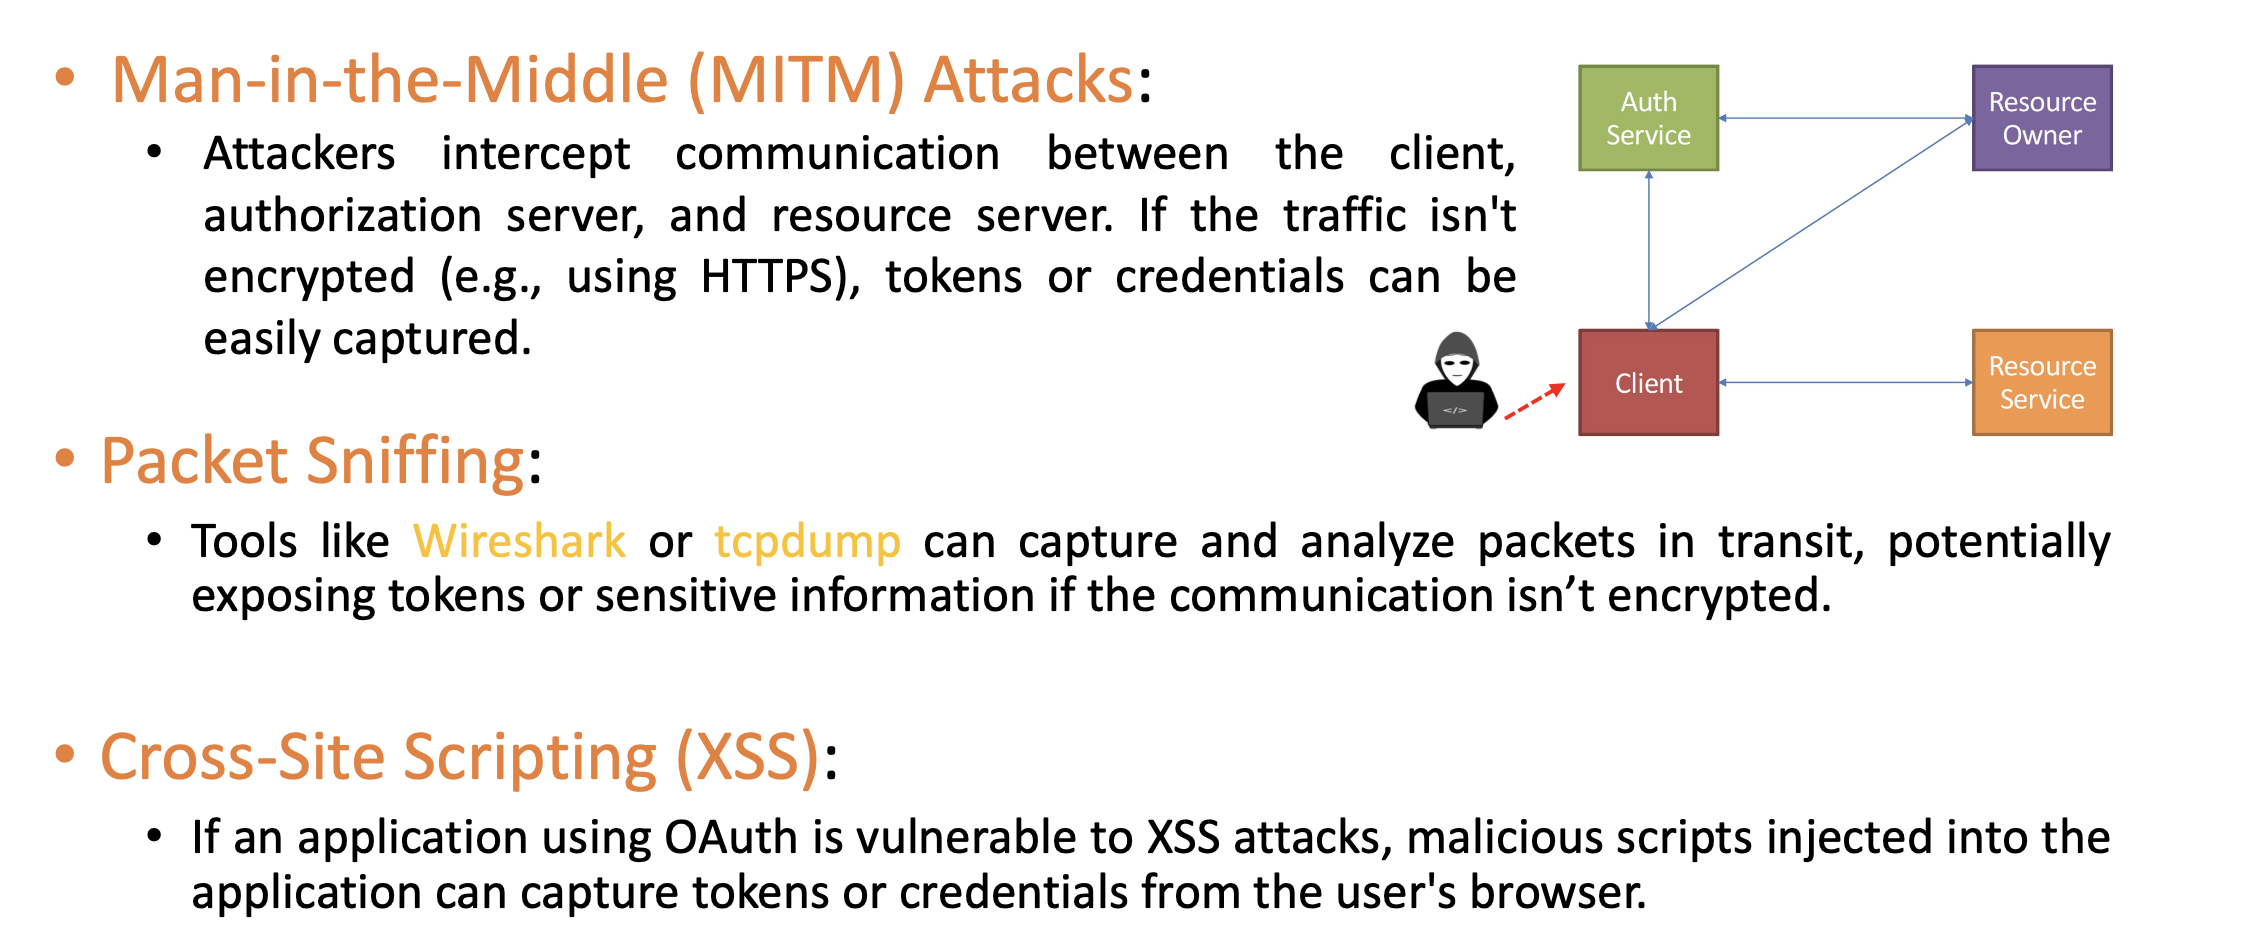 • Man-in-the-Middle (MITM) Attacks:
• Attackers intercept communication between the client,
authorization server, and resource server. If the traffic isn't
encrypted (e.g., using HTTPS), tokens or credentials can be
easily captured.
Auth
Service
Resource
Owner
</>
Client
Resource
Service
• Packet Sniffing:
• Tools like Wireshark or tcpdump can capture and analyze packets in transit, potentially
exposing tokens or sensitive information if the communication isn’t encrypted.
• Cross-Site Scripting (XSS):
• If an application using OAuth is vulnerable to XSS attacks, malicious scripts injected into the
application can capture tokens or credentials from the user's browser.